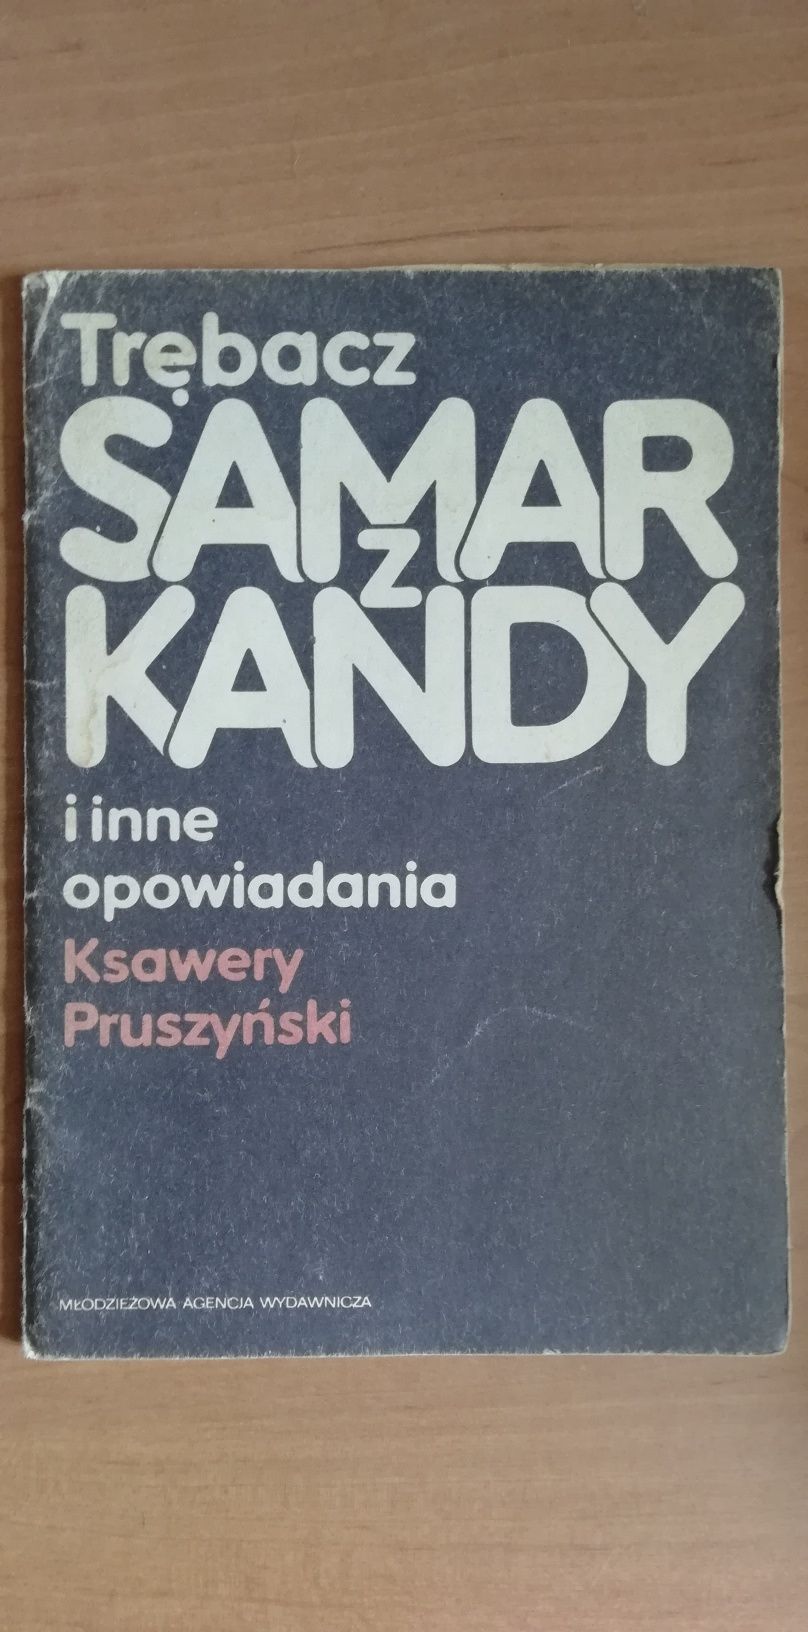 Trębacz
SAMAR
z
KANDY
i inne
opowiadania
Ksawery
Pruszyński
MŁODZIEŻOWA AGENCJA WYDAWNICZA